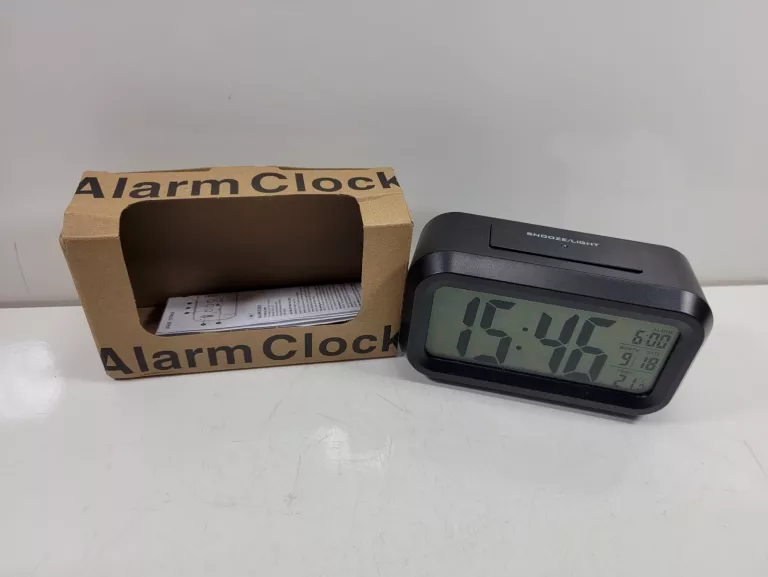 Alarm Clock
Alarm Clock
SNOOZE/LIGHT
15:46
6:00
9 18
21